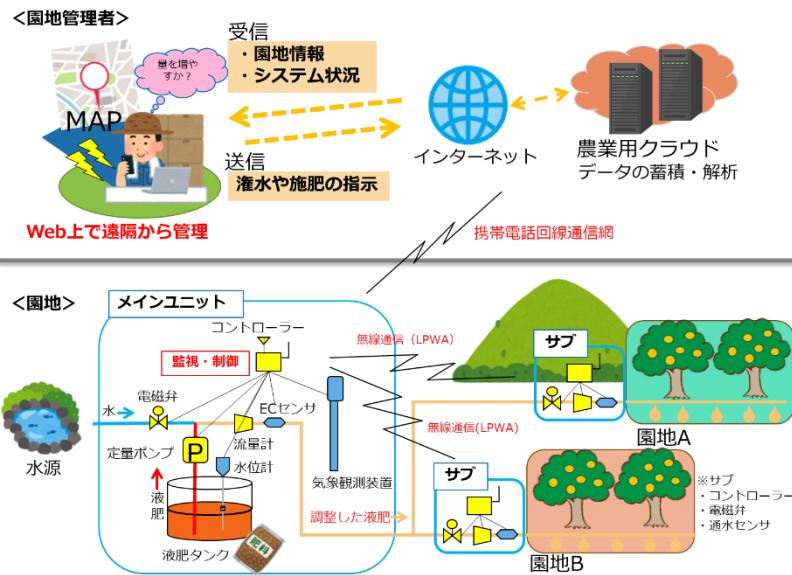 <園地管理者>
量を増や
すか？
MAP
Web上で遠隔から管理
受信
・園地情報
・システム状況
送信
潅水や施肥の指示
インターネット
農業用クラウド
データの蓄積・解析
携帯電話回線通信網
<園地>
メインユニット
コントローラー
監視・制御
無線通信（LPWA）
無線通信(LPWA)
水源
水
電磁弁
定量ポンプ
P
液
肥
流量計
ECセンサ
水位計
気象観測装置
液肥タンク
肥料
調整した液肥
サブ
園地A
サブ
園地B
※サブ
・コントローラー
・電磁弁
・通水センサ